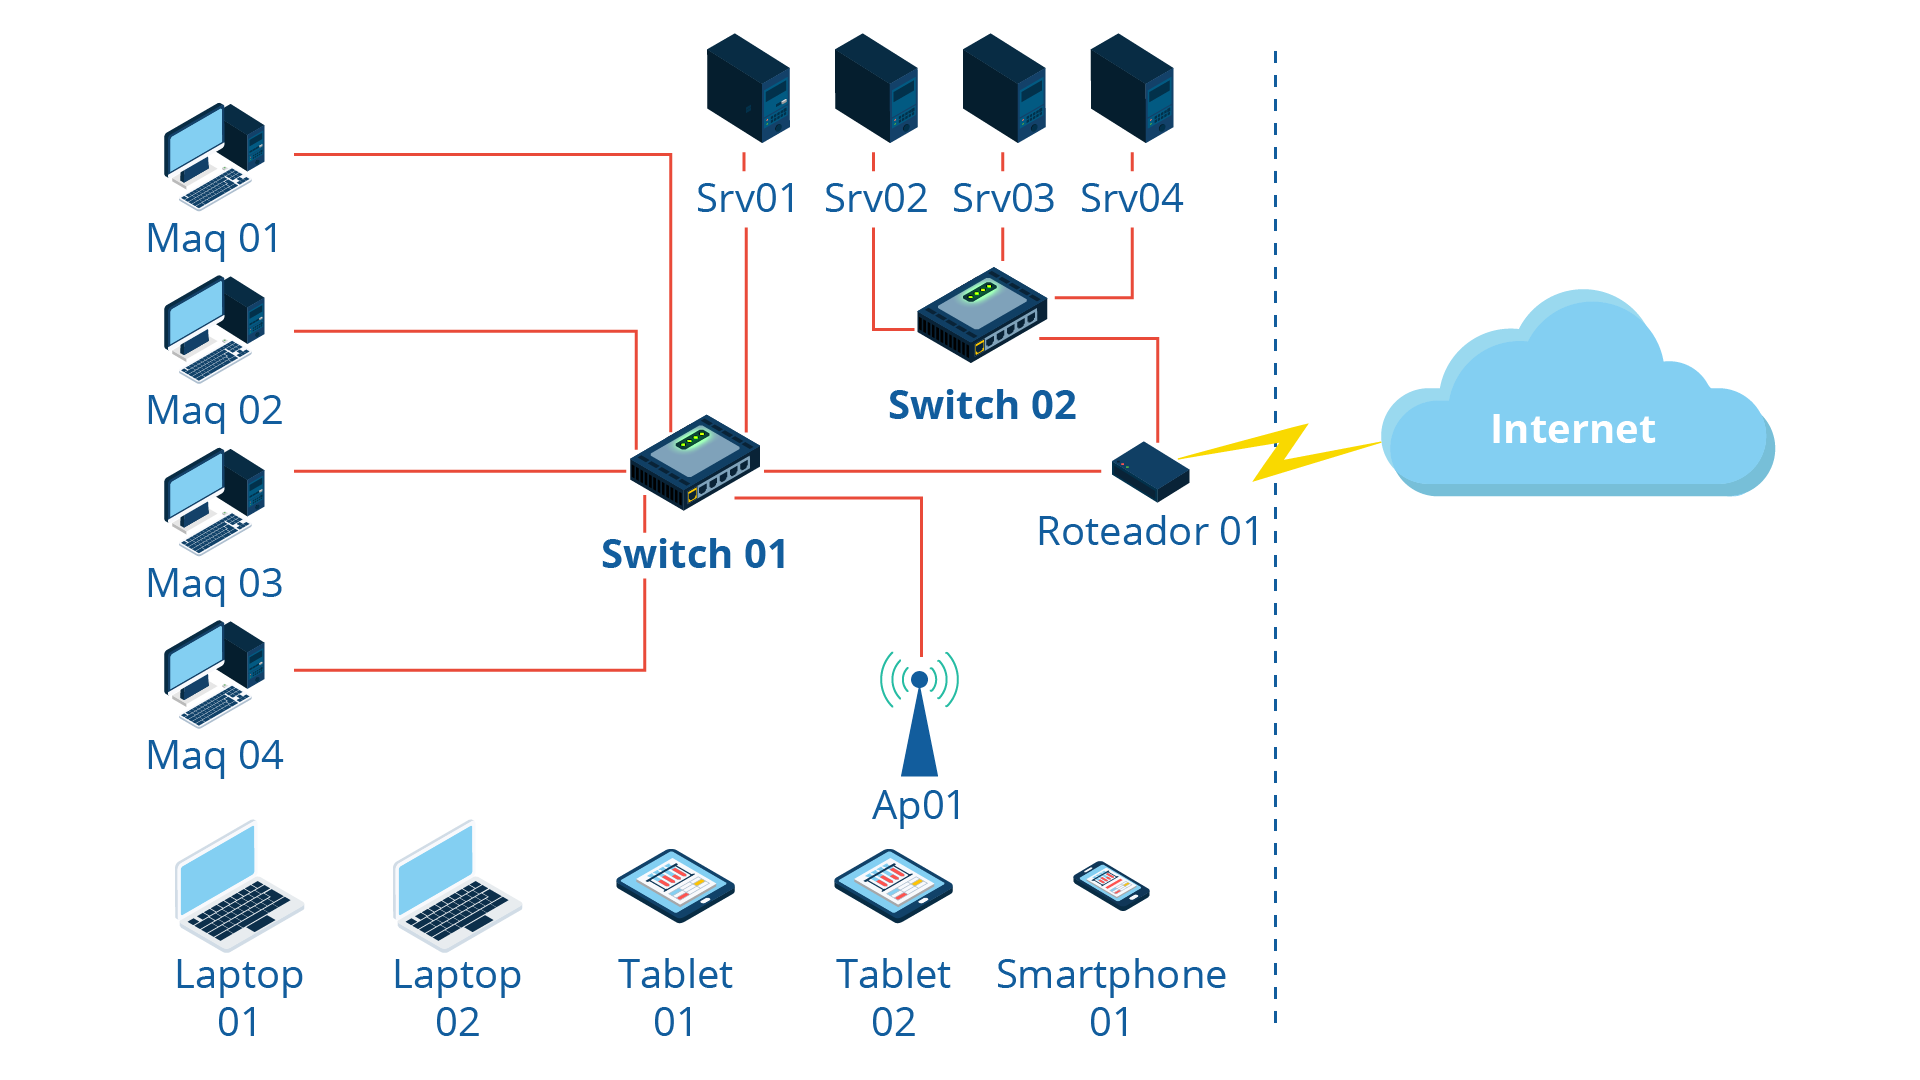 Srv01 Srv02 Srv03 Srv04
Maq 01
Maq 02
Switch 02
Internet
Roteador 01
Switch 01
Maq 03
Maq 04
Ap01
Laptop
01
Laptop
02
Tablet
01
Tablet
02
Smartphone
01